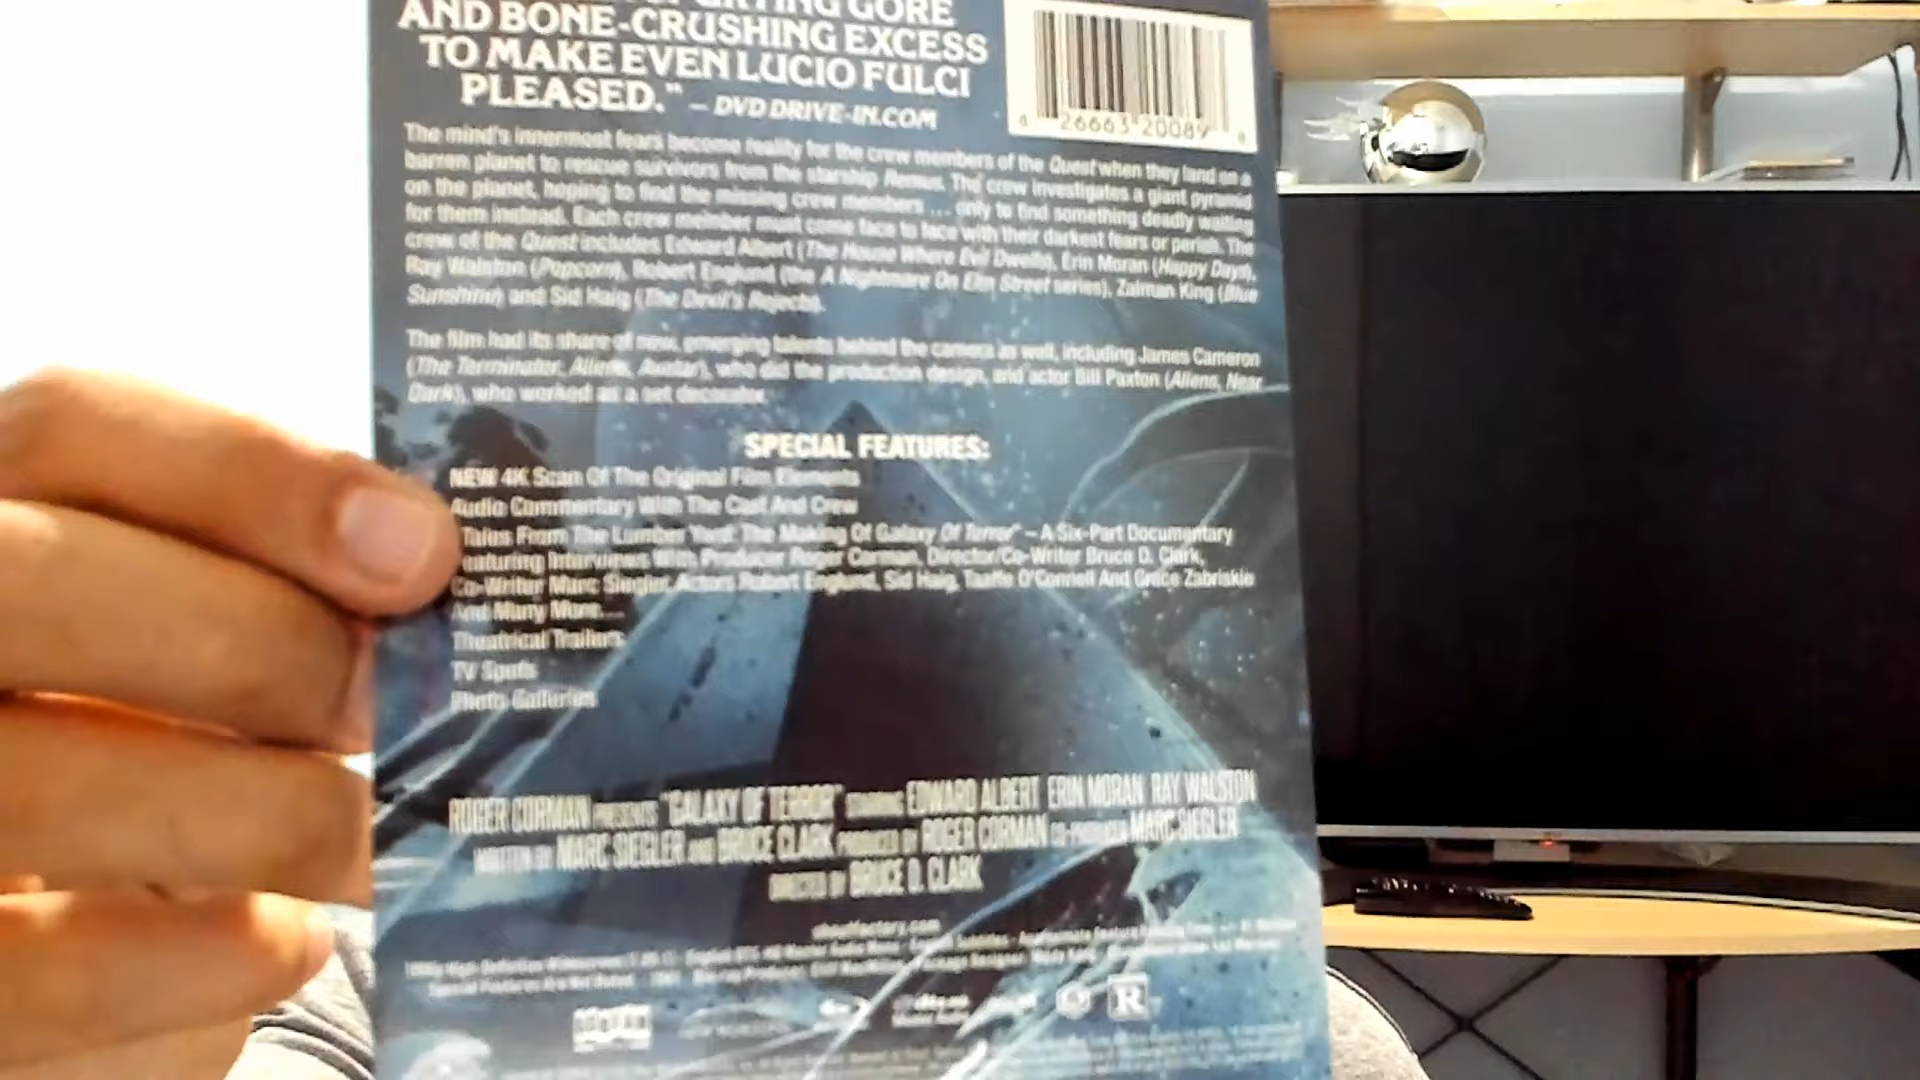 GORE
AND BONE-CRUSHING EXCESS
TO MAKE EVEN LUCIO FULCI
PLEASED." – DVD DRIVE-IN.COM
8 26663 20089 8
The mind's innermost fears become reality for the crew members of the Quest when they land on a
barren planet to rescue survivors from the starship Remus. The crew investigates a giant pyramid
on the planet, hoping to find the missing crew members ... only to find something deadly waiting
for them instead. Each crew member must come face to face with their darkest fears or perish. The
crew of the Quest includes Edward Albert (The House Where Evil Dwells), Erin Moran (Happy Days),
Ray Walston (Popcorn), Robert Englund (the A Nightmare On Elm Street series), Zalman King (Blue
Sunshine) and Sid Haig (The Devil's Rejects).
The film had its share of new, emerging talents behind the camera as well, including James Cameron
(The Terminator, Aliens, Avatar), who did the production design, and actor Bill Paxton (Aliens, Near
Dark), who worked as a set decorator.
SPECIAL FEATURES:
NEW 4K Scan Of The Original Film Elements
Audio Commentary With The Cast And Crew
Tales From The Lumber Yard: The Making Of Galaxy Of Terror" – A Six-Part Documentary
eaturing Interviews With Producer Roger Corman, Director/Co-Writer Bruce D. Clark,
Co-Writer Marc Siegler, Actors Robert Englund, Sid Haig, Taaffe O'Connell And Grace Zabriskie
And Many More...
Theatrical Trailers
TV Spots
Photo Galleries
ROGER CORMAN PRESENTS "GALAXY OF TERROR" STARRING EDWARD ALBERT ERIN MORAN RAY WALSTON
WRITTEN BY MARC SIEGLER AND BRUCE CLARK PRODUCED BY ROGER CORMAN CO-PRODUCER MARC SIEGLER
DIRECTED BY BRUCE D. CLARK
shoutfactory.com
R